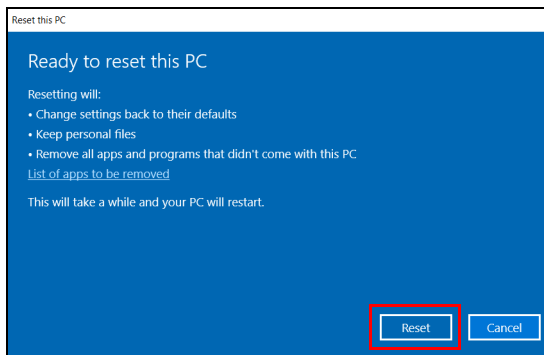 Reset this PC
Ready to reset this PC
Resetting will:
• Change settings back to their defaults
• Keep personal files
• Remove all apps and programs that didn't come with this PC
List of apps to be removed
This will take a while and your PC will restart.
Reset Cancel